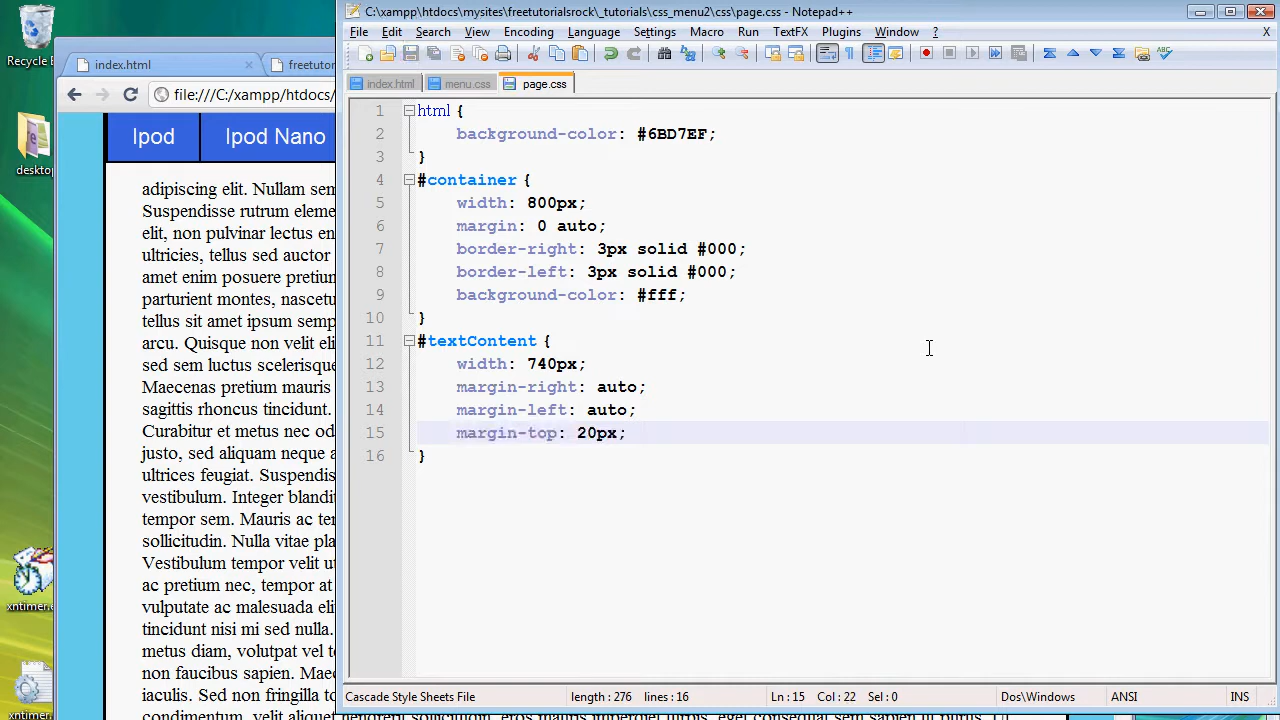 C:\xampp\htdocs\mysites\freetutorialsrock\_tutorials\css_menu2\css\page.css - Notepad++
File Edit Search View Encoding Language Settings Macro Run TextFX Plugins Window ? X
index.html menu.css page.css
1 html {
2 background-color: #6BD7EF;
3 }
4 #container {
5 width: 800px;
6 margin: 0 auto;
7 border-right: 3px solid #000;
8 border-left: 3px solid #000;
9 background-color: #fff;
10 }
11 #textContent {
12 width: 740px;
13 margin-right: auto;
14 margin-left: auto;
15 margin-top: 20px;
16 }
Cascade Style Sheets File length : 276 lines : 16 Ln : 15 Col : 22 Sel : 0 Dos\Windows ANSI INS
Recycle
desktop
xntimer.
xntimer.
index.html freetutor
file:///C:/xampp/htdocs/
Ipod Ipod Nano
adipiscing elit. Nullam sem
Suspendisse rutrum eleme
elit, non pulvinar lectus en
ultricies, tellus sed auctor
amet enim posuere pretium
parturient montes, nascetu
tellus sit amet ipsum semp
arcu. Quisque non velit eli
sed sem luctus scelerisque
Maecenas pretium mauris
sagittis rhoncus tincidunt.
Curabitur et metus nec od
justo, sed aliquam neque a
ultrices feugiat. Suspendis
vestibulum. Integer blandit
tempor sem. Mauris ac ter
sollicitudin. Nulla vitae pla
Vestibulum tempor velit ut
ac pretium nec, tempor at
vulputate ac malesuada eli
tincidunt nisi mi sed nulla.
metus diam, volutpat vel te
non faucibus sapien. Maec
iaculis. Sed non fringilla to